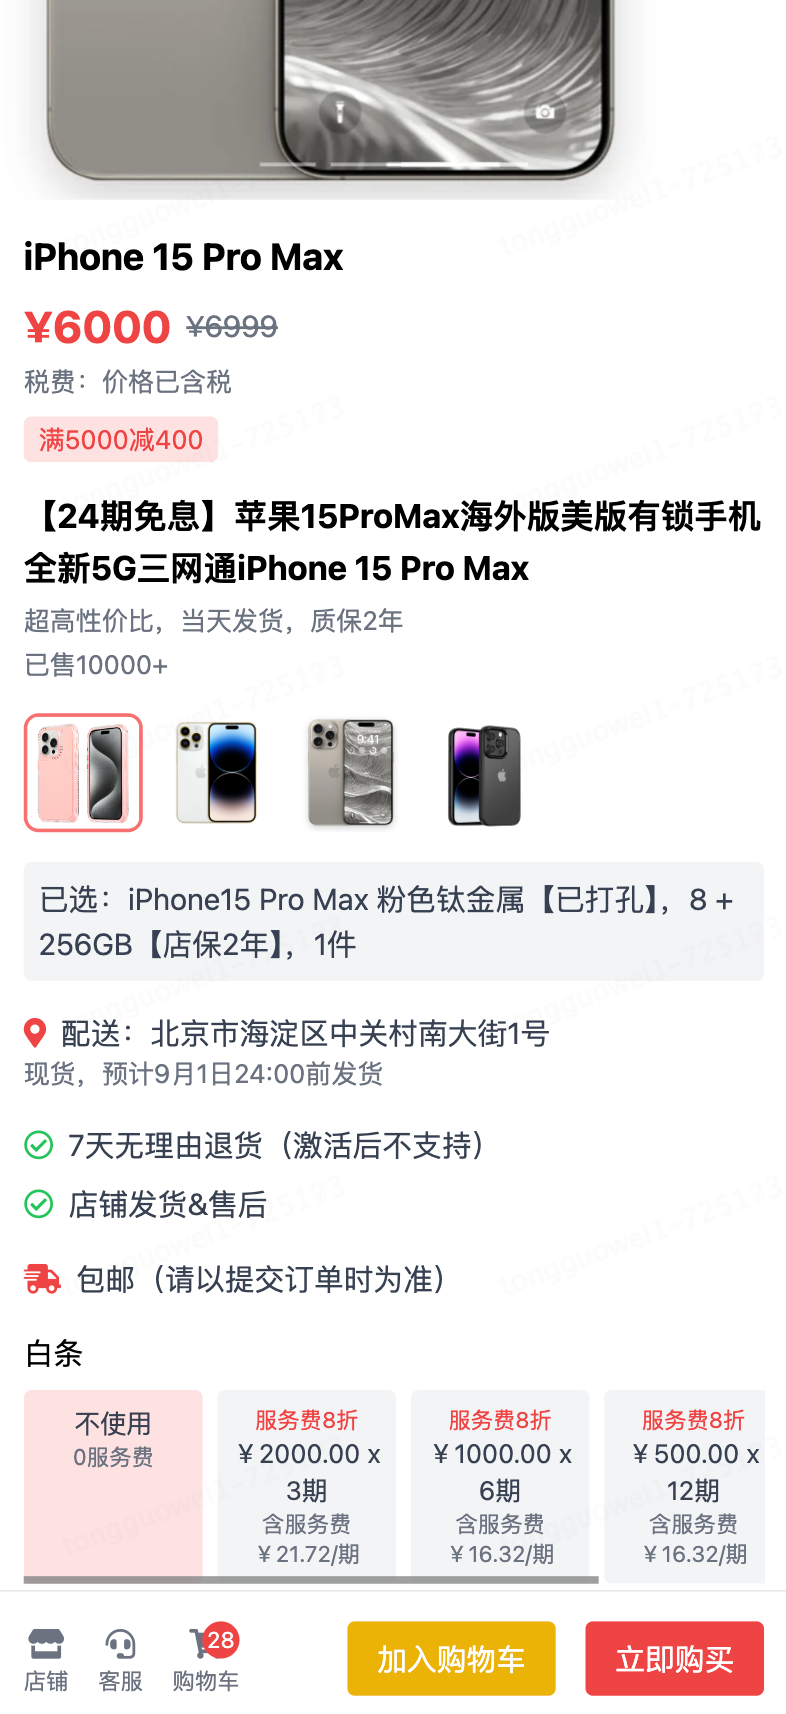 iPhone 15 Pro Max
¥6000 ¥6999
税费：价格已含税
满5000减400
【24期免息】苹果15ProMax海外版美版有锁手机
全新5G三网通iPhone 15 Pro Max
超高性价比，当天发货，质保2年
已售10000+
9:41
已选：iPhone15 Pro Max 粉色钛金属【已打孔】，8 +
256GB【店保2年】，1件
配送：北京市海淀区中关村南大街1号
现货，预计9月1日24:00前发货
7天无理由退货（激活后不支持）
店铺发货&售后
包邮（请以提交订单时为准）
白条
不使用
0服务费
服务费8折
¥ 2000.00 x
3期
含服务费
¥ 21.72/期
服务费8折
¥ 1000.00 x
6期
含服务费
¥ 16.32/期
服务费8折
¥ 500.00 x
12期
含服务费
¥ 16.32/期
店铺
客服
28
购物车
加入购物车
立即购买